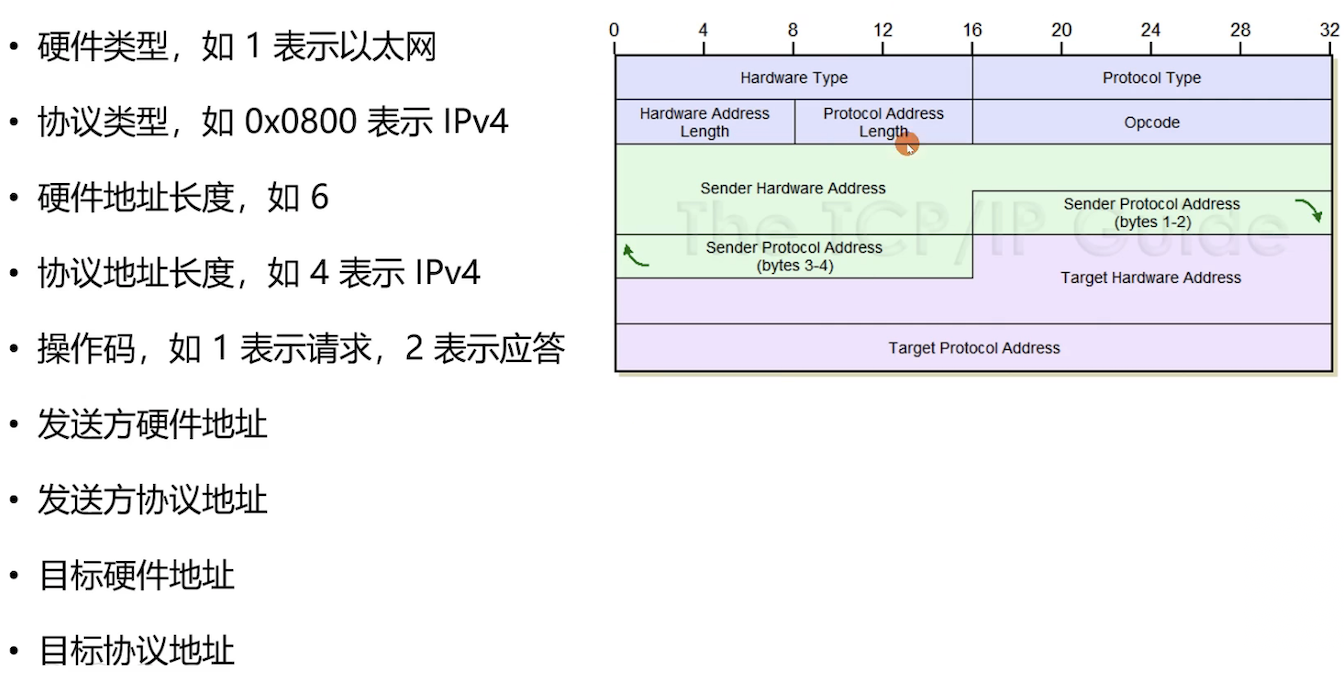 • 硬件类型，如 1 表示以太网
• 协议类型，如 0x0800 表示 IPv4
• 硬件地址长度，如 6
• 协议地址长度，如 4 表示 IPv4
• 操作码，如 1 表示请求，2 表示应答
• 发送方硬件地址
• 发送方协议地址
• 目标硬件地址
• 目标协议地址
0 4 8 12 16 20 24 28 32
Hardware Type
Protocol Type
Hardware Address
Length
Protocol Address
Length
Opcode
Sender Hardware Address
Sender Protocol Address
(bytes 1-2)
The TCP/IP Guide
Sender Protocol Address
(bytes 3-4)
Target Hardware Address
Target Protocol Address